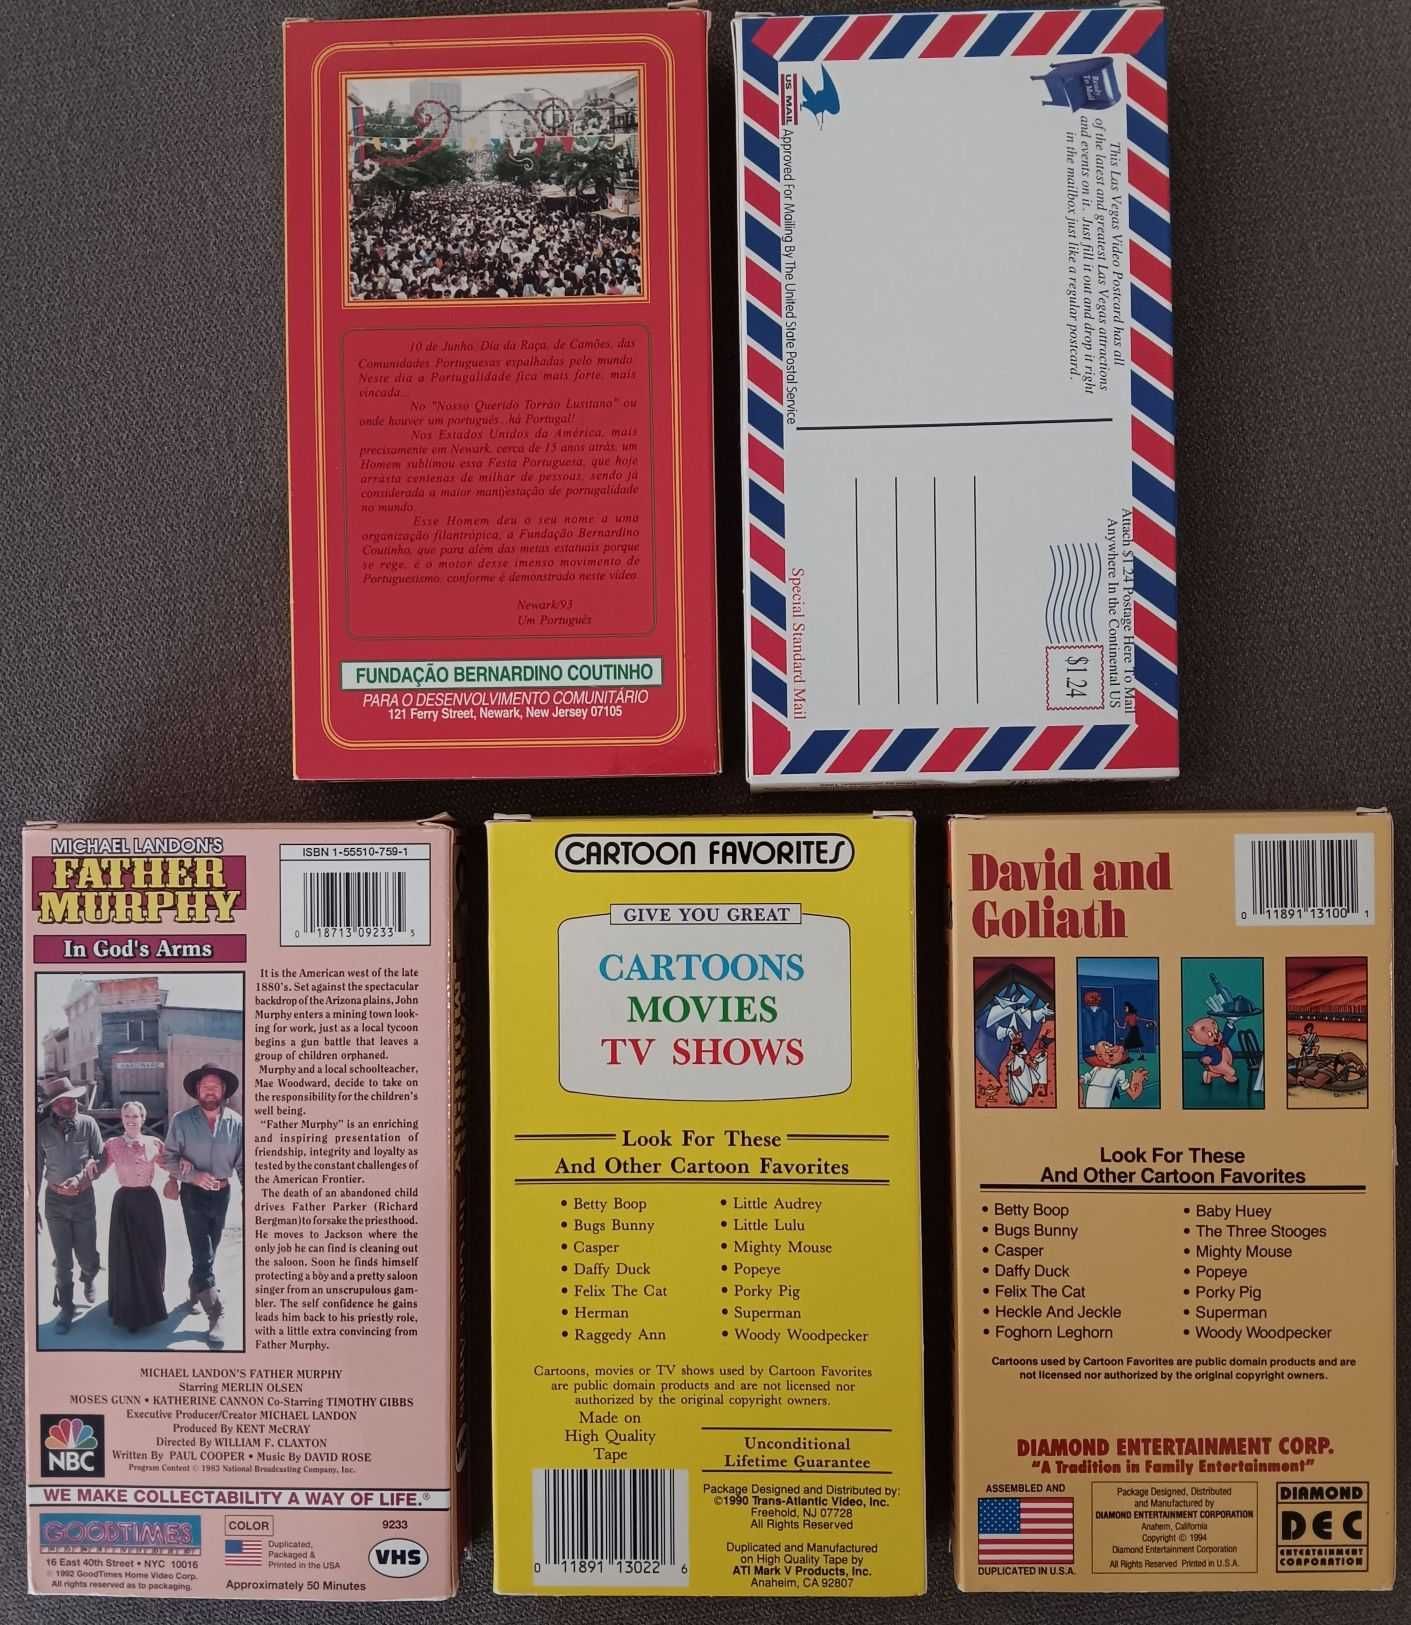 10 de Junho, Dia da Raça, de Camões, das
Comunidades Portuguesas espalhadas pelo mundo.
Neste dia a Portugalidade fica mais forte, mais
vincada...
No "Nosso Querido Torrão Lusitano" ou
onde houver um português...há Portugal!
Nos Estados Unidos da América, mais
precisamente em Newark, cerca de 15 anos atrás, um
Homem sublimou essa Festa Portuguesa, que hoje
arrasta centenas de milhar de pessoas, sendo já
considerada a maior manifestação de portugalidade
no mundo.
Esse Homem deu o seu nome a uma
organização filantrópica, a Fundação Bernardino
Coutinho, que para além das metas estatuais porque
se rege, é o motor desse imenso movimento de
Portuguesismo, conforme é demonstrado neste vídeo.
Newark/93
Um Português
FUNDAÇÃO BERNARDINO COUTINHO
PARA O DESENVOLVIMENTO COMUNITÁRIO
121 Ferry Street, Newark, New Jersey 07105
Ready
To Mail
This Las Vegas Video Postcard has all
of the latest and greatest Las Vegas attractions
and events on it. Just fill it out and drop it right
in the mailbox just like a regular postcard.
US MAIL
Approved For Mailing By The United State Postal Service
Special Standard Mail
Attach $1.24 Postage Here To Mail
Anywhere In the Continental US
$1.24
MICHAEL LANDON'S
FATHER
MURPHY
In God's Arms
ISBN 1-55510-759-1
0 18713 09233 5
It is the American west of the late
1880's. Set against the spectacular
backdrop of the Arizona plains, John
Murphy enters a mining town look-
ing for work, just as a local tycoon
begins a gun battle that leaves a
group of children orphaned.
Murphy and a local schoolteacher,
Mae Woodward, decide to take on
the responsibility for the children's
well being.
"Father Murphy" is an enriching
and inspiring presentation of
friendship, integrity and loyalty as
tested by the constant challenges of
the American Frontier.
The death of an abandoned child
drives Father Parker (Richard
Bergman) to forsake the priesthood.
He moves to Jackson where the
only job he can find is cleaning out
the saloon. Soon he finds himself
protecting a boy and a pretty saloon
singer from an unscrupulous gam-
bler. The self confidence he gains
leads him back to his priestly role,
with a little extra convincing from
Father Murphy.
MICHAEL LANDON'S FATHER MURPHY
Starring MERLIN OLSEN
MOSES GUNN • KATHERINE CANNON Co-Starring TIMOTHY GIBBS
Executive Producer/Creator MICHAEL LANDON
Produced By KENT McCRAY
Directed By WILLIAM F. CLAXTON
Written By PAUL COOPER • Music By DAVID ROSE
Program Content © 1983 National Broadcasting Company, Inc.
NBC
WE MAKE COLLECTABILITY A WAY OF LIFE.®
GOODTIMES
16 East 40th Street • NYC 10016
© 1992 GoodTimes Home Video Corp.
All rights reserved as to packaging.
COLOR
9233
Duplicated,
Packaged &
Printed in the USA
VHS
Approximately 50 Minutes
CARTOON FAVORITES
GIVE YOU GREAT
CARTOONS
MOVIES
TV SHOWS
Look For These
And Other Cartoon Favorites
• Betty Boop
• Bugs Bunny
• Casper
• Daffy Duck
• Felix The Cat
• Herman
• Raggedy Ann
• Little Audrey
• Little Lulu
• Mighty Mouse
• Popeye
• Porky Pig
• Superman
• Woody Woodpecker
Cartoons, movies or TV shows used by Cartoon Favorites
are public domain products and are not licensed nor
authorized by the original copyright owners.
Made on
High Quality
Tape
Unconditional
Lifetime Guarantee
0 11891 13022 6
Package Designed and Distributed by:
©1990 Trans-Atlantic Video, Inc.
Freehold, NJ 07728
All Rights Reserved
Duplicated and Manufactured
on High Quality Tape by
ATI Mark V Products, Inc.
Anaheim, CA 92807
David and
Goliath
0 11891 13100 1
Look For These
And Other Cartoon Favorites
• Betty Boop
• Bugs Bunny
• Casper
• Daffy Duck
• Felix The Cat
• Heckle And Jeckle
• Foghorn Leghorn
• Baby Huey
• The Three Stooges
• Mighty Mouse
• Popeye
• Porky Pig
• Superman
• Woody Woodpecker
Cartoons used by Cartoon Favorites are public domain products and are
not licensed nor authorized by the original copyright owners.
DIAMOND ENTERTAINMENT CORP.
"A Tradition in Family Entertainment"
ASSEMBLED AND
DUPLICATED IN U.S.A.
Package Designed, Distributed
and Manufactured by
DIAMOND ENTERTAINMENT CORPORATION
Anahem, California
Copyright © 1994
Diamond Entertainment Corporation
All Rights Reserved Printed in U.S.A.
DIAMOND
DEC
ENTERTAINMENT
CORPORATION